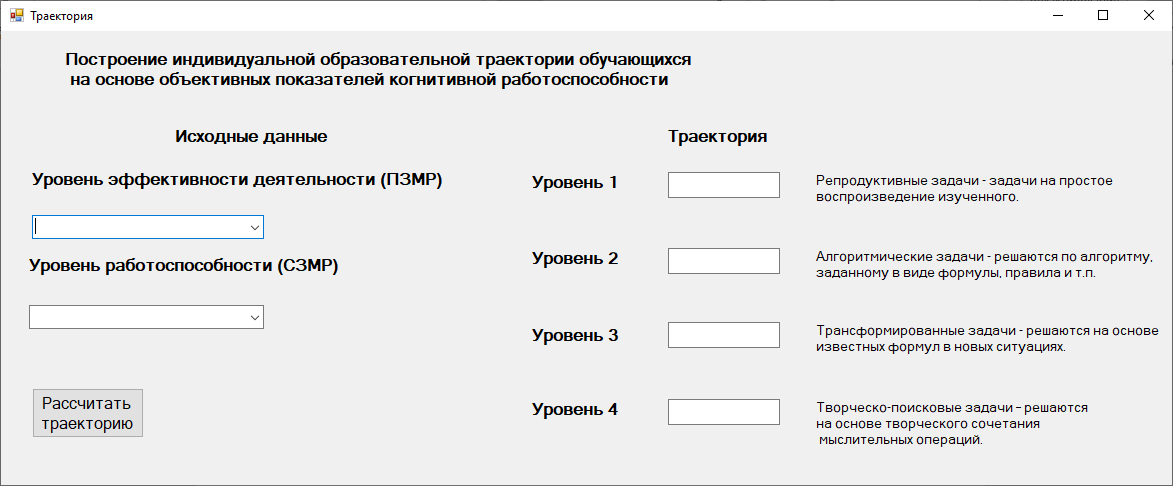 Траектория
Построение индивидуальной образовательной траектории обучающихся
на основе объективных показателей когнитивной работоспособности
Исходные данные
Уровень эффективности деятельности (ПЗМР)
Уровень работоспособности (СЗМР)
Рассчитать
траекторию
Траектория
Уровень 1
Репродуктивные задачи - задачи на простое
воспроизведение изученного.
Уровень 2
Алгоритмические задачи - решаются по алгоритму,
заданному в виде формулы, правила и т.п.
Уровень 3
Трансформированные задачи - решаются на основе
известных формул в новых ситуациях.
Уровень 4
Творческо-поисковые задачи – решаются
на основе творческого сочетания
мыслительных операций.